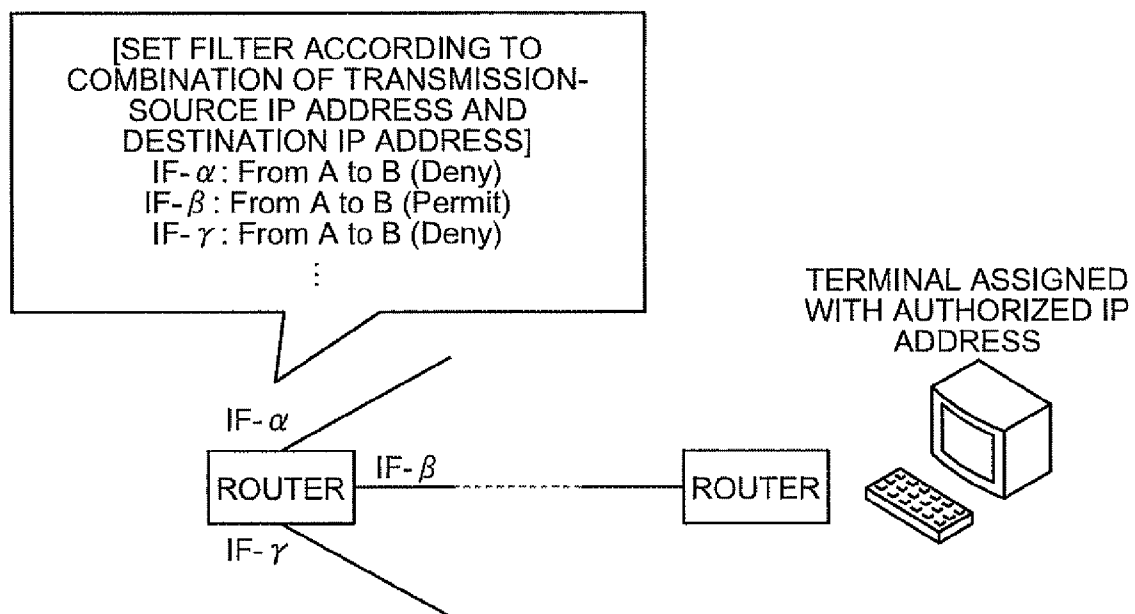 [SET FILTER ACCORDING TO
COMBINATION OF TRANSMISSION-
SOURCE IP ADDRESS AND
DESTINATION IP ADDRESS]
IF-α: From A to B (Deny)
IF-β: From A to B (Permit)
IF-γ: From A to B (Deny)
⋮
TERMINAL ASSIGNED
WITH AUTHORIZED IP
ADDRESS
IF-α
ROUTER
IF-β
ROUTER
IF-γ